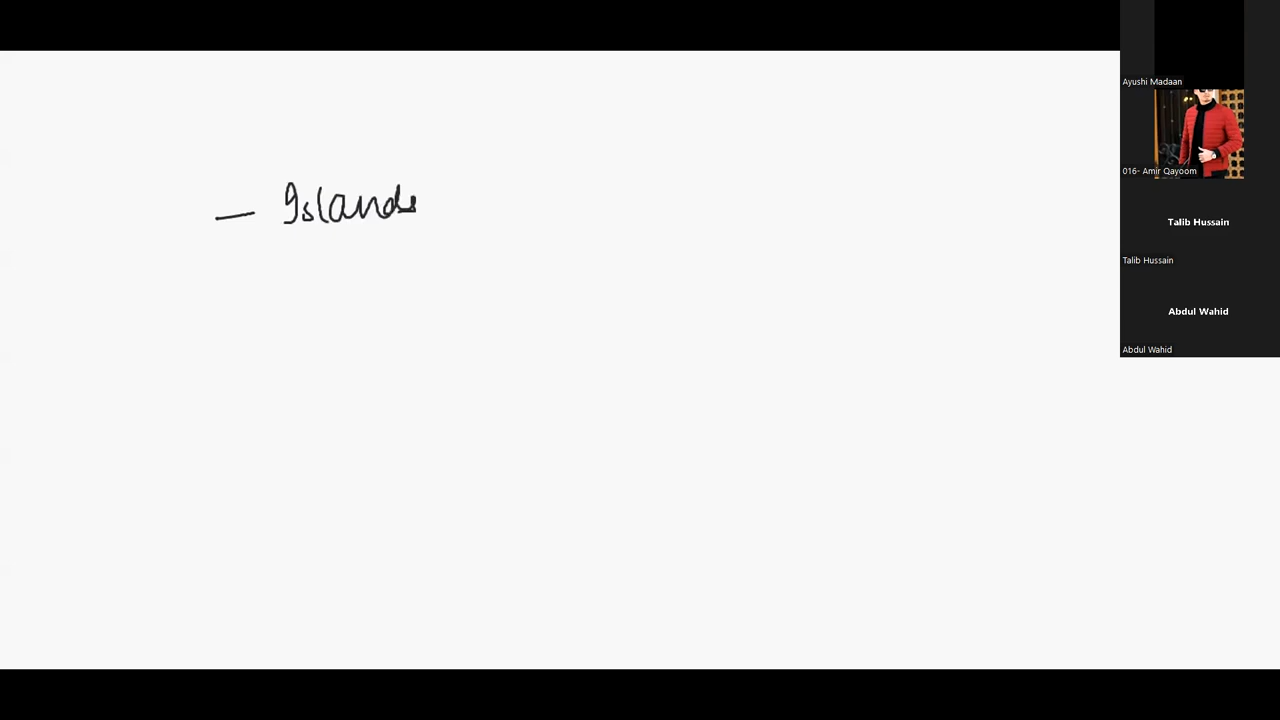 Ayushi Madaan
016- Amir Qayoom
— Islands
Talib Hussain
Talib Hussain
Abdul Wahid
Abdul Wahid